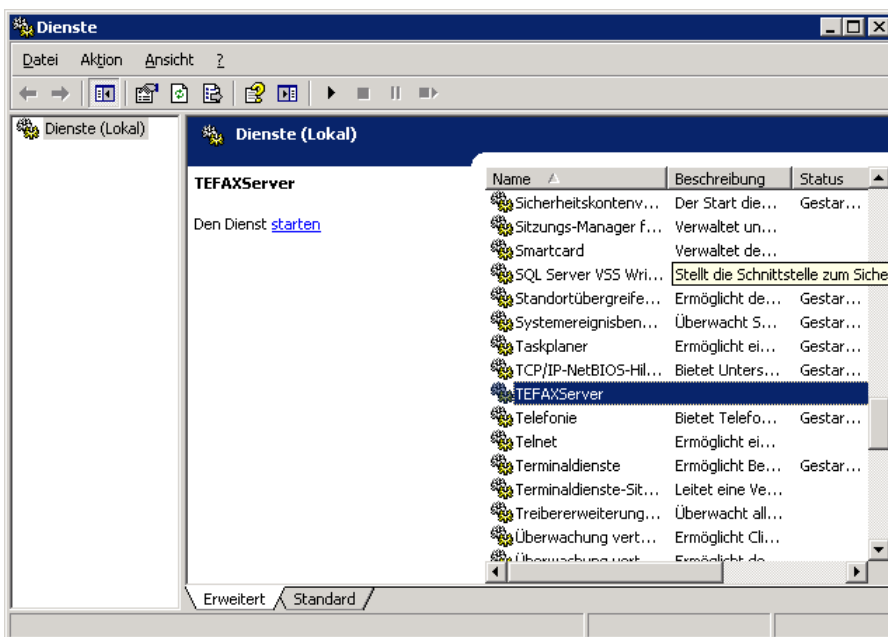 Dienste
Datei Aktion Ansicht ?
Dienste (Lokal)
Dienste (Lokal)
TEFAXServer
Den Dienst starten
Name Beschreibung Status
Sicherheitskontenv... Der Start die... Gestar...
Sitzungs-Manager f... Verwaltet un...
Smartcard Verwaltet de...
SQL Server VSS Wri... Stellt die Schnittstelle zum Siche
Standortübergreife... Ermöglicht de... Gestar...
Systemereignisben... Überwacht S... Gestar...
Taskplaner Ermöglicht ei... Gestar...
TCP/IP-NetBIOS-Hil... Bietet Unters... Gestar...
TEFAXServer
Telefonie Bietet Telefo... Gestar...
Telnet Ermöglicht ei...
Terminaldienste Ermöglicht Be... Gestar...
Terminaldienste-Sit... Leitet eine Ve...
Treibererweiterung... Überwacht all...
Überwachung vert... Ermöglicht Cli...
Überwachung vert... Ermöglicht de...
Erweitert Standard